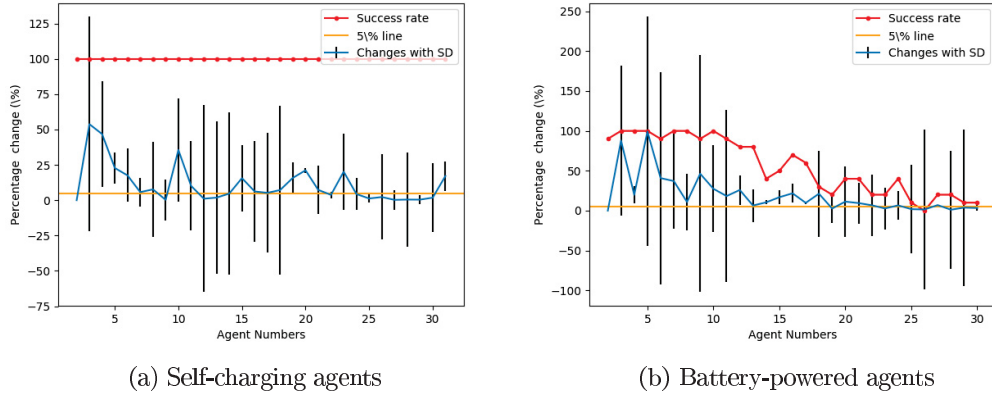 125
100
75
50
25
0
-25
-50
-75
Percentage change (\%)
Success rate
5\% line
Changes with SD
5 10 15 20 25 30
Agent Numbers
(a) Self-charging agents
250
200
150
100
50
0
-50
-100
Percentage change (\%)
Success rate
5\% line
Changes with SD
5 10 15 20 25 30
Agent Numbers
(b) Battery-powered agents